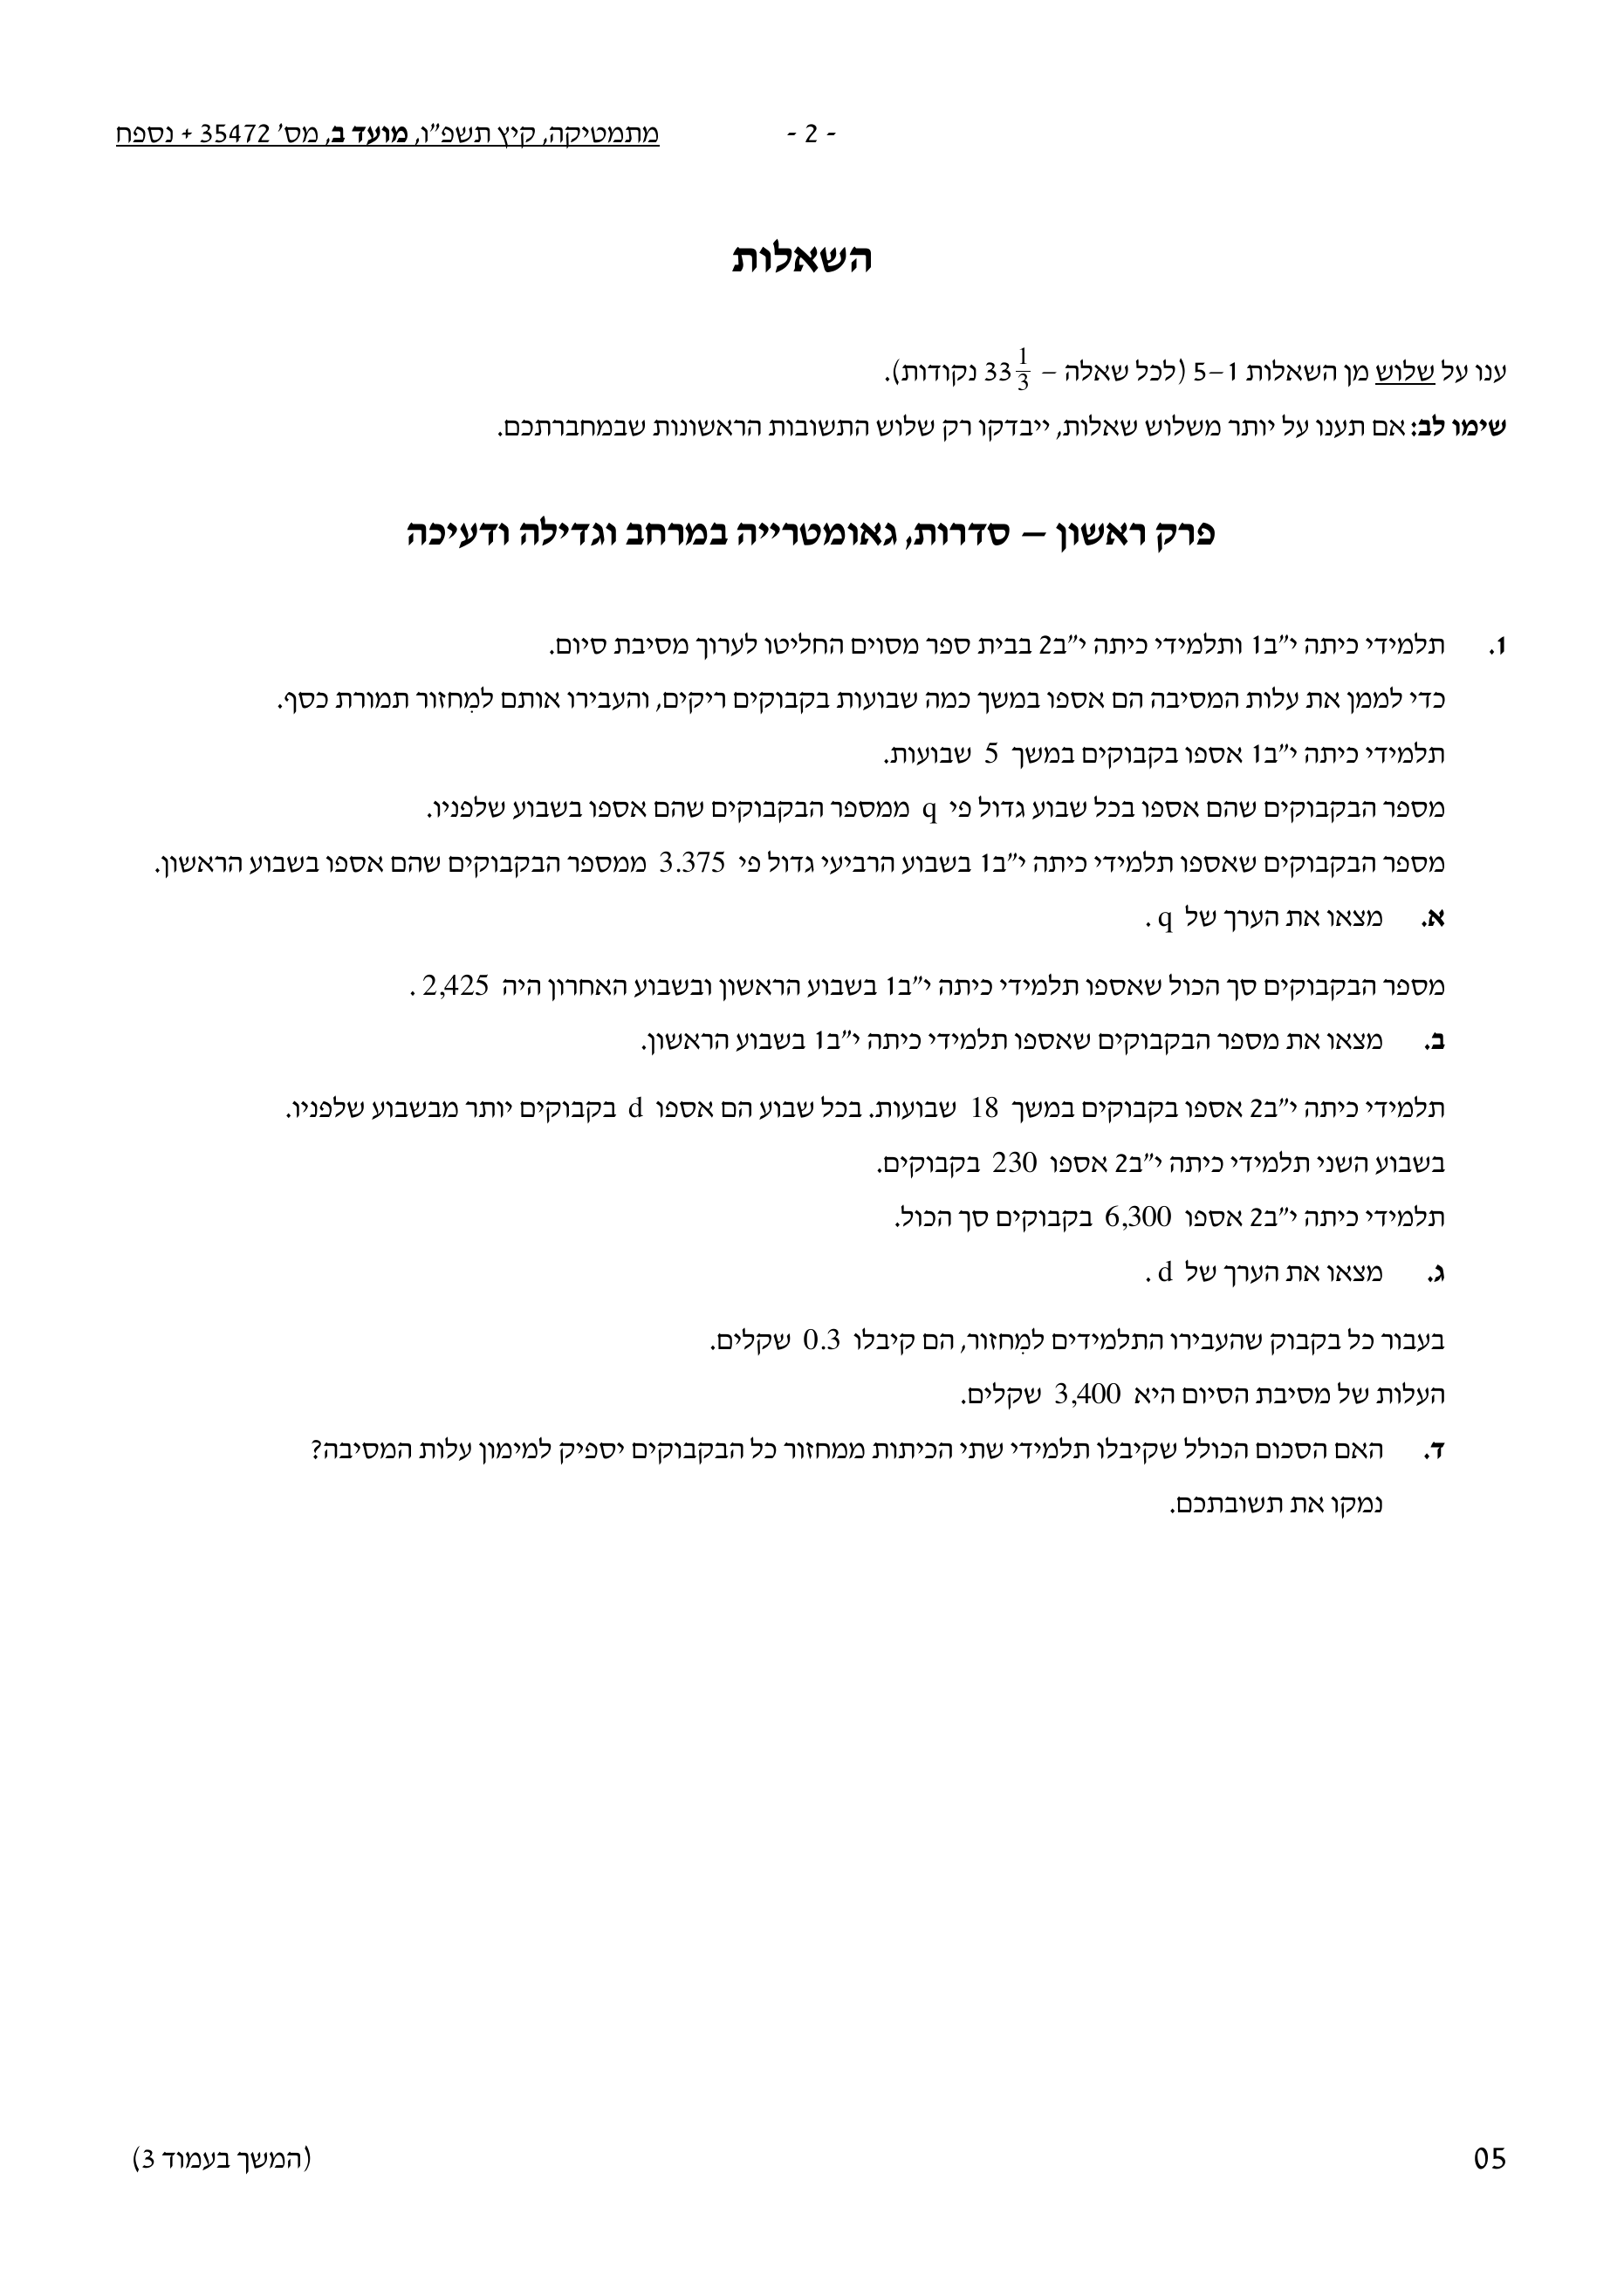 מתמטיקה, קיץ תשפ"ו, מועד ב, מס' 35472 + נספח
- 2 -
השאלות
ענו על שלוש מן השאלות 1–5 (לכל שאלה – 33 1/3 נקודות).
שימו לב: אם תענו על יותר משלוש שאלות, ייבדקו רק שלוש התשובות הראשונות שבמחברתכם.
פרק ראשון – סדרות, גאומטרייה במרחב וגדילה ודעיכה
1. תלמידי כיתה י"ב1 ותלמידי כיתה י"ב2 בבית ספר מסוים החליטו לערוך מסיבת סיום.
כדי לממן את עלות המסיבה הם אספו במשך כמה שבועות בקבוקים ריקים, והעבירו אותם למִחזור תמורת כסף.
תלמידי כיתה י"ב1 אספו בקבוקים במשך 5 שבועות.
מספר הבקבוקים שהם אספו בכל שבוע גדול פי q ממספר הבקבוקים שהם אספו בשבוע שלפניו.
מספר הבקבוקים שאספו תלמידי כיתה י"ב1 בשבוע הרביעי גדול פי 3.375 ממספר הבקבוקים שהם אספו בשבוע הראשון.
א. מצאו את הערך של q .
מספר הבקבוקים סך הכול שאספו תלמידי כיתה י"ב1 בשבוע הראשון ובשבוע האחרון היה 2,425 .
ב. מצאו את מספר הבקבוקים שאספו תלמידי כיתה י"ב1 בשבוע הראשון.
תלמידי כיתה י"ב2 אספו בקבוקים במשך 18 שבועות. בכל שבוע הם אספו d בקבוקים יותר מבשבוע שלפניו.
בשבוע השני תלמידי כיתה י"ב2 אספו 230 בקבוקים.
תלמידי כיתה י"ב2 אספו 6,300 בקבוקים סך הכול.
ג. מצאו את הערך של d .
בעבור כל בקבוק שהעבירו התלמידים למִחזור, הם קיבלו 0.3 שקלים.
העלות של מסיבת הסיום היא 3,400 שקלים.
ד. האם הסכום הכולל שקיבלו תלמידי שתי הכיתות ממחזור כל הבקבוקים יספיק למימון עלות המסיבה?
נמקו את תשובתכם.
05
(המשך בעמוד 3)